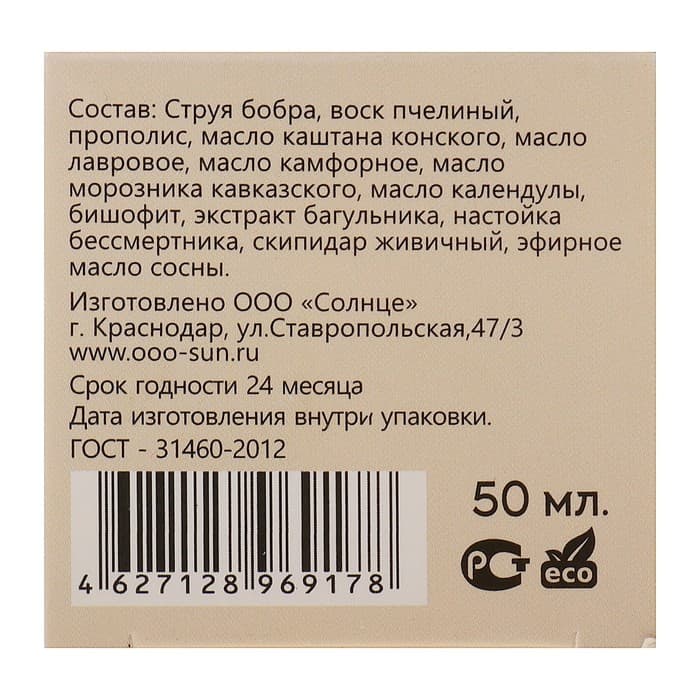 Состав: Струя бобра, воск пчелиный,
прополис, масло каштана конского, масло
лавровое, масло камфорное, масло
морозника кавказского, масло календулы,
бишофит, экстракт багульника, настойка
бессмертника, скипидар живичный, эфирное
масло сосны.
Изготовлено ООО «Солнце»
г. Краснодар, ул.Ставропольская,47/3
www.ooo-sun.ru
Срок годности 24 месяца
Дата изготовления внутри упаковки.
ГОСТ - 31460-2012
50 мл.
РСТ eco
4 627128 969178